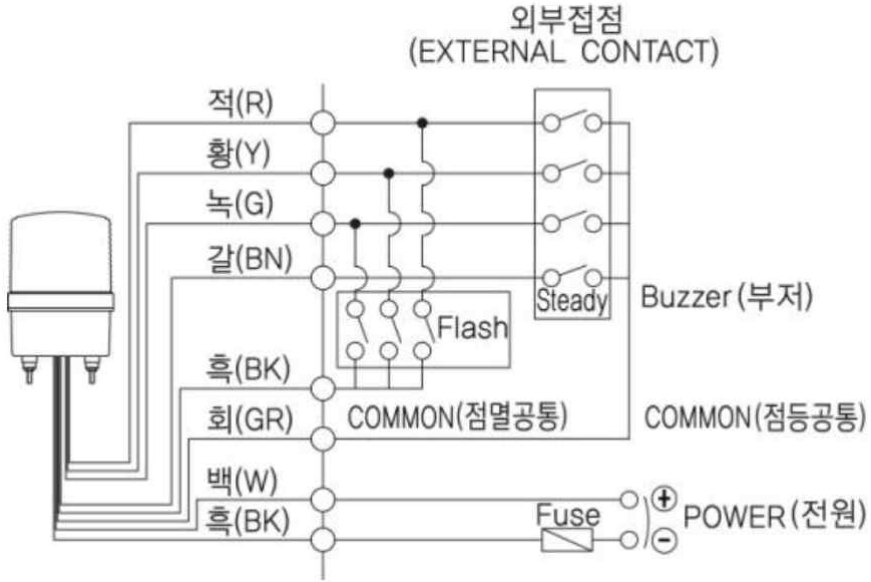 외부접점
(EXTERNAL CONTACT)
적(R)
황(Y)
녹(G)
갈(BN)
Steady
Buzzer(부저)
Flash
흑(BK)
회(GR)
COMMON(점멸공통)
COMMON(점등공통)
백(W)
흑(BK)
Fuse
+
−
POWER(전원)